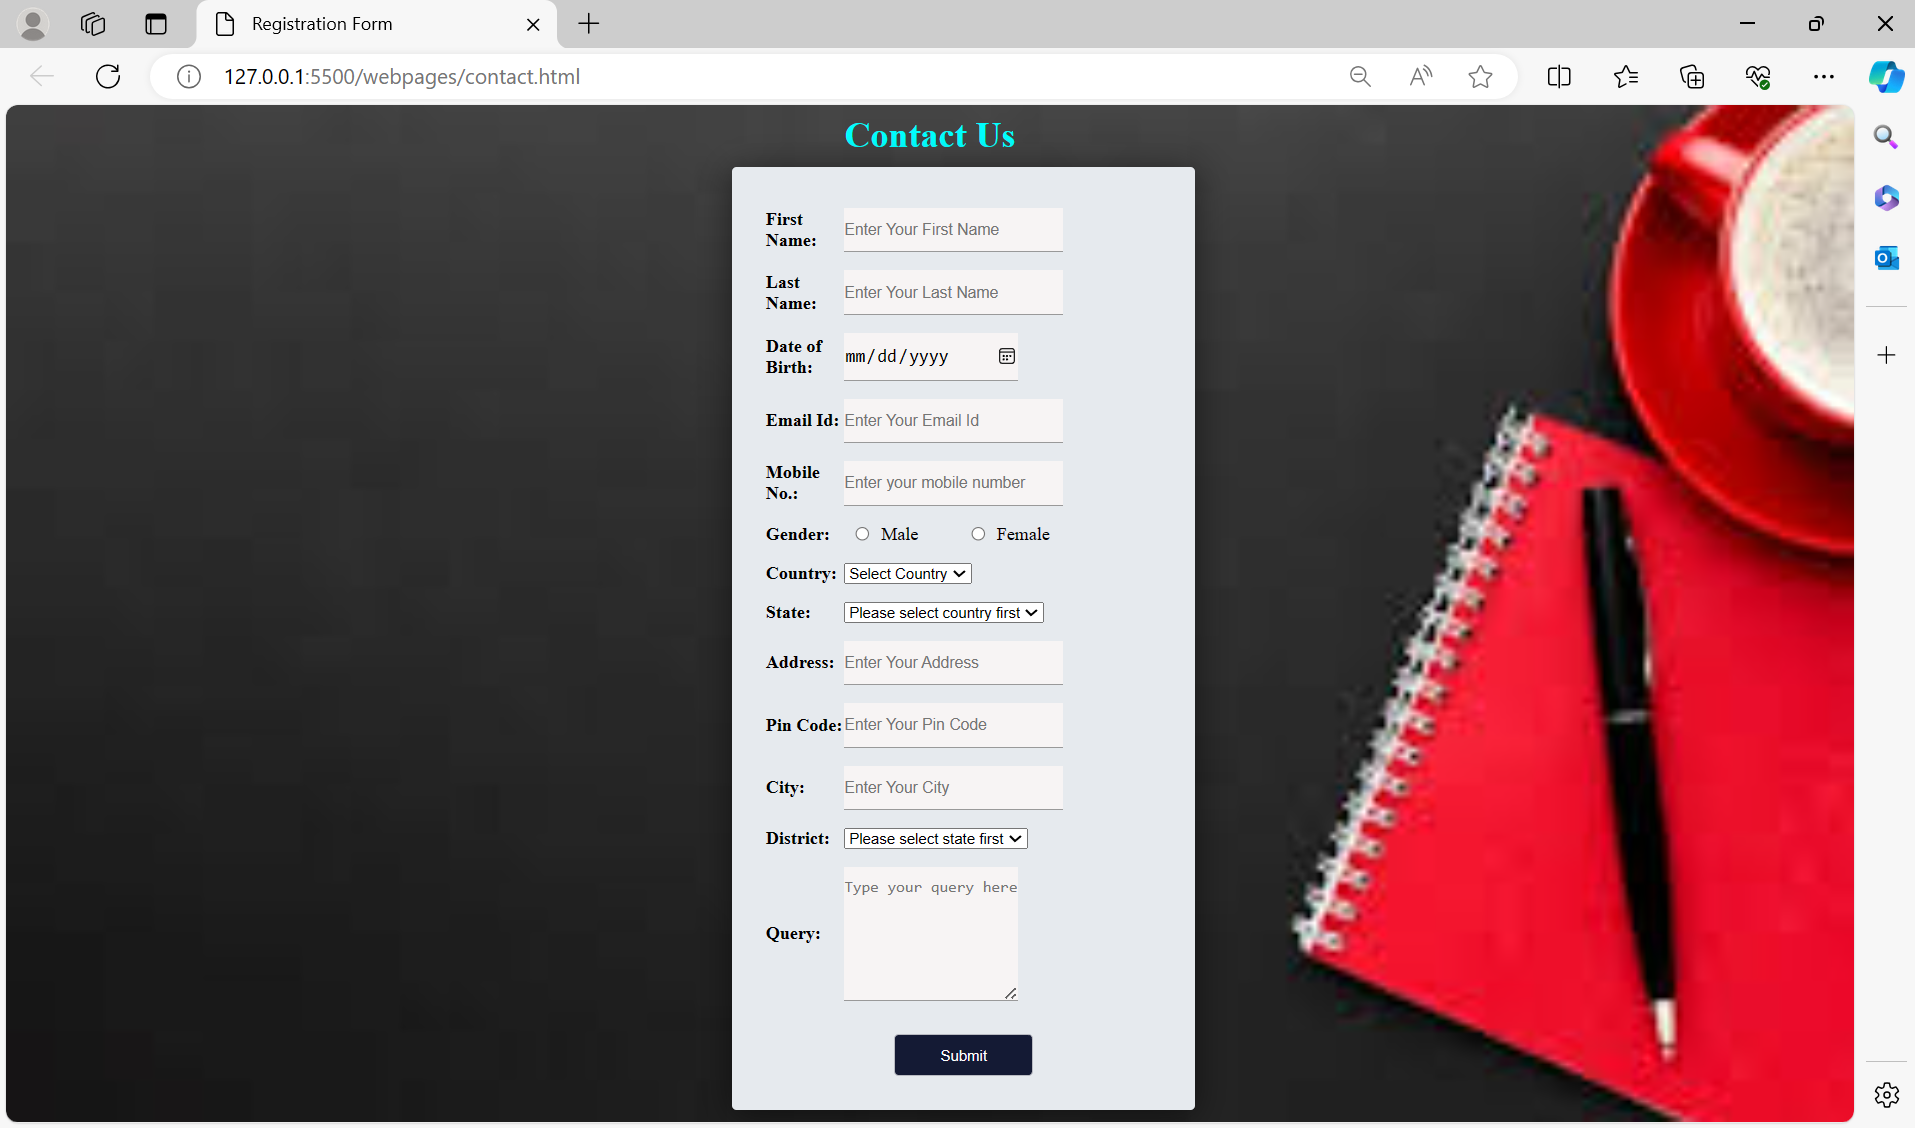 Registration Form
127.0.0.1:5500/webpages/contact.html
Contact Us
First
Name:
Enter Your First Name
Last
Name:
Enter Your Last Name
Date of
Birth:
mm/dd/yyyy
Email Id:
Enter Your Email Id
Mobile
No.:
Enter your mobile number
Gender:
Male
Female
Country:
Select Country
State:
Please select country first
Address:
Enter Your Address
Pin Code:
Enter Your Pin Code
City:
Enter Your City
District:
Please select state first
Query:
Type your query here
Submit